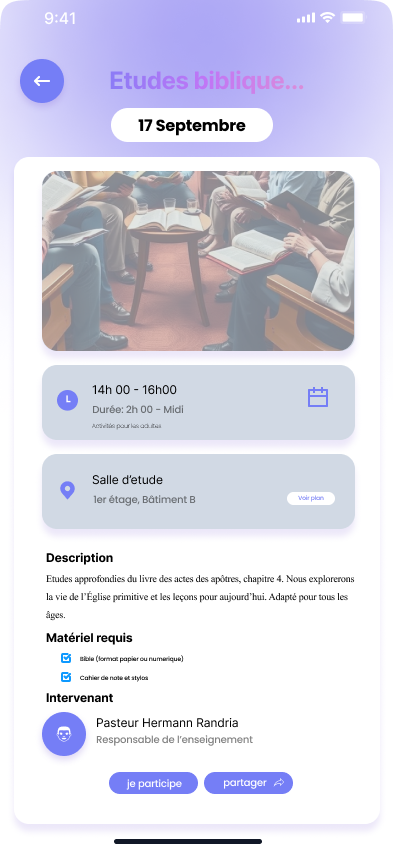 9:41
Etudes biblique...
17 Septembre
14h 00 - 16h00
Durée: 2h 00 - Midi
Activités pour les adultes
Salle d'etude
1er étage, Bâtiment B
Voir plan
Description
Etudes approfondies du livre des actes des apôtres, chapitre 4. Nous explorerons
la vie de l'Église primitive et les leçons pour aujourd'hui. Adapté pour tous les
âges.
Matériel requis
Bible (format papier ou numerique)
Cahier de note et stylos
Intervenant
Pasteur Hermann Randria
Responsable de l'enseignement
je participe
partager